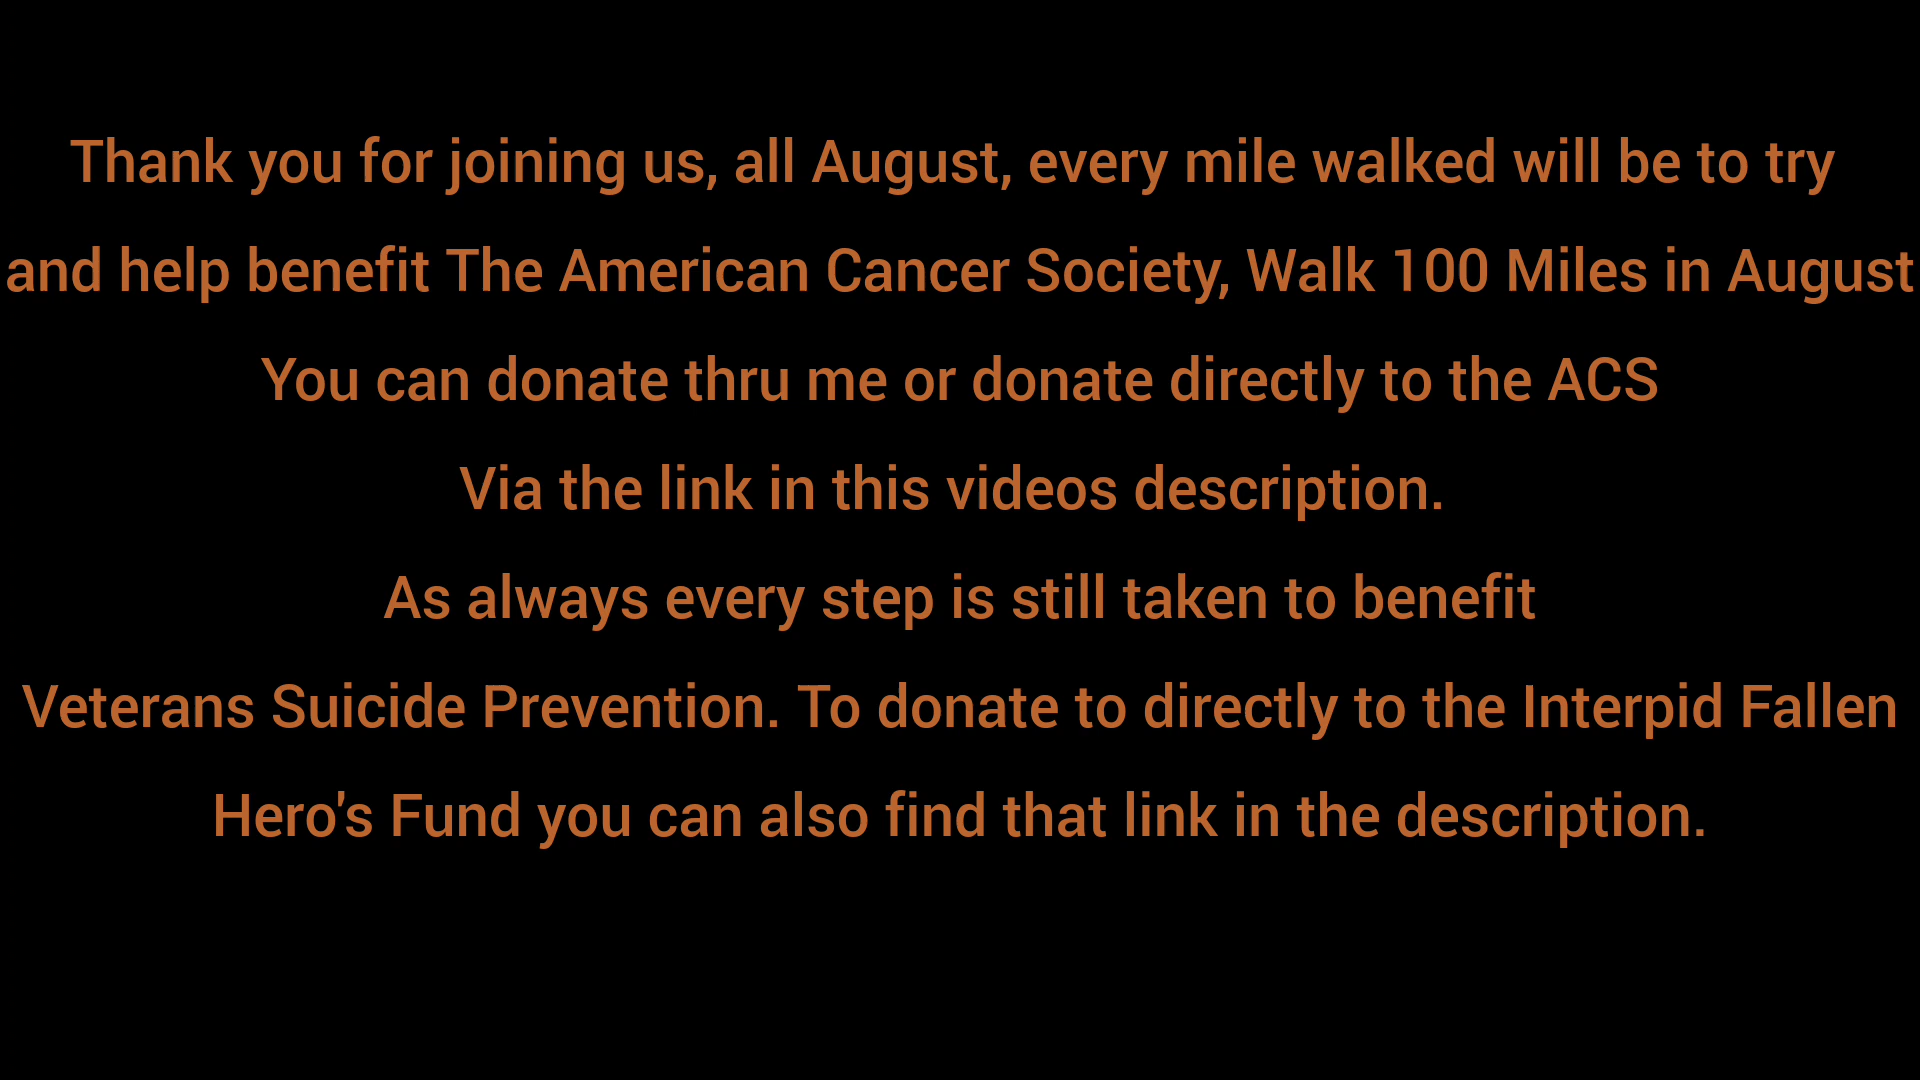 Thank you for joining us, all August, every mile walked will be to try
and help benefit The American Cancer Society, Walk 100 Miles in August
You can donate thru me or donate directly to the ACS
Via the link in this videos description.
As always every step is still taken to benefit
Veterans Suicide Prevention. To donate to directly to the Interpid Fallen
Hero's Fund you can also find that link in the description.